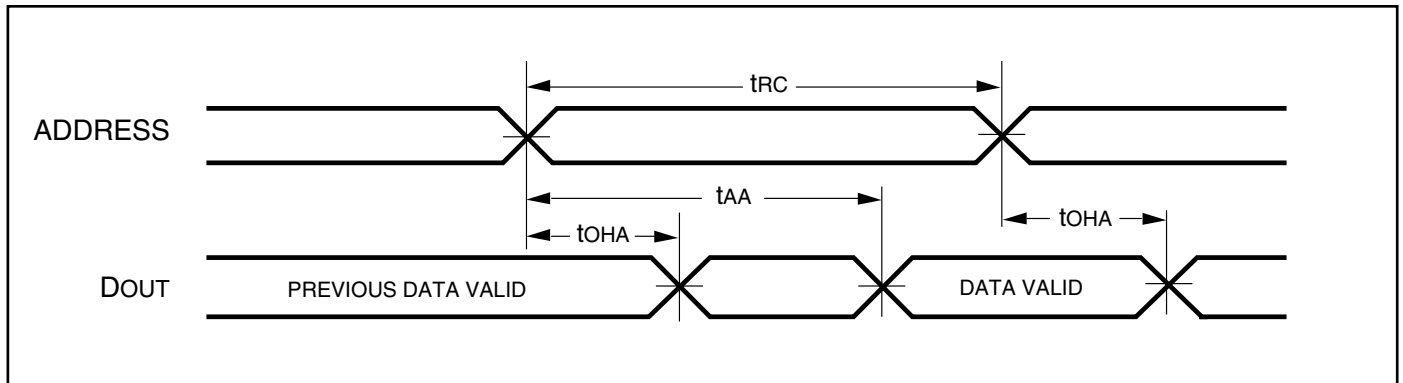 tRC
ADDRESS
tAA
tOHA
tOHA
DOUT
PREVIOUS DATA VALID
DATA VALID